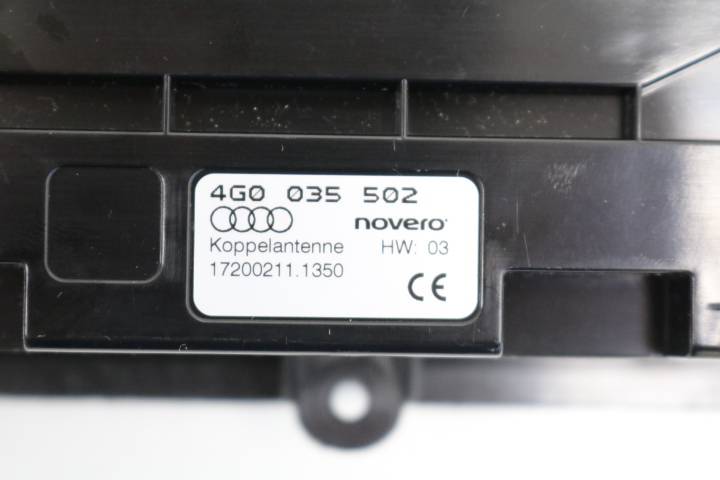 4G0 035 502
novero
Koppelantenne HW: 03
17200211.1350
CE